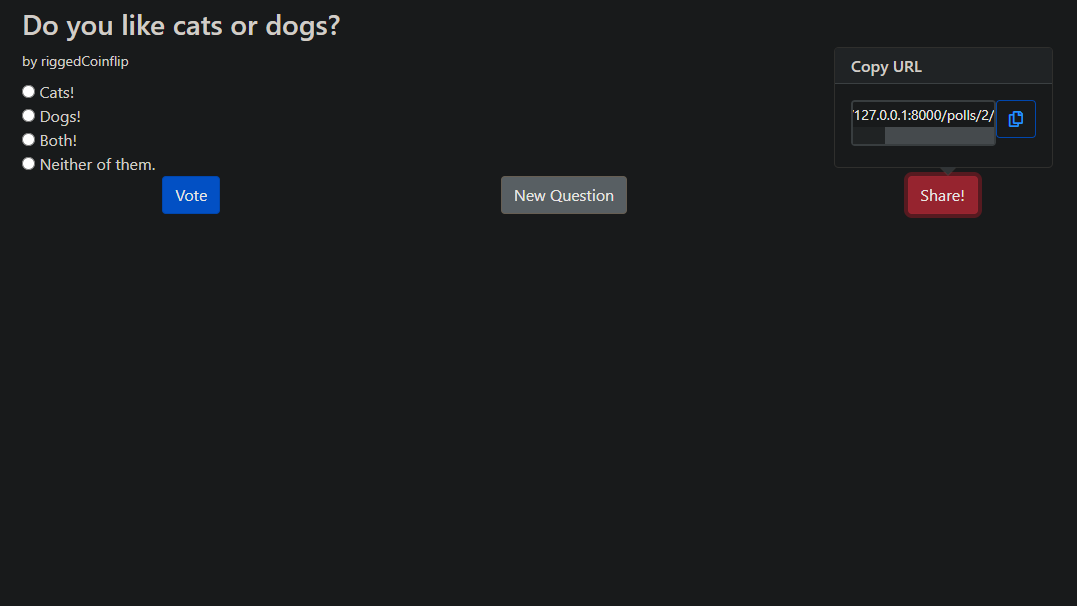 Do you like cats or dogs?
by riggedCoinflip
Cats!
Dogs!
Both!
Neither of them.
Vote
New Question
Copy URL
127.0.0.1:8000/polls/2/
Share!